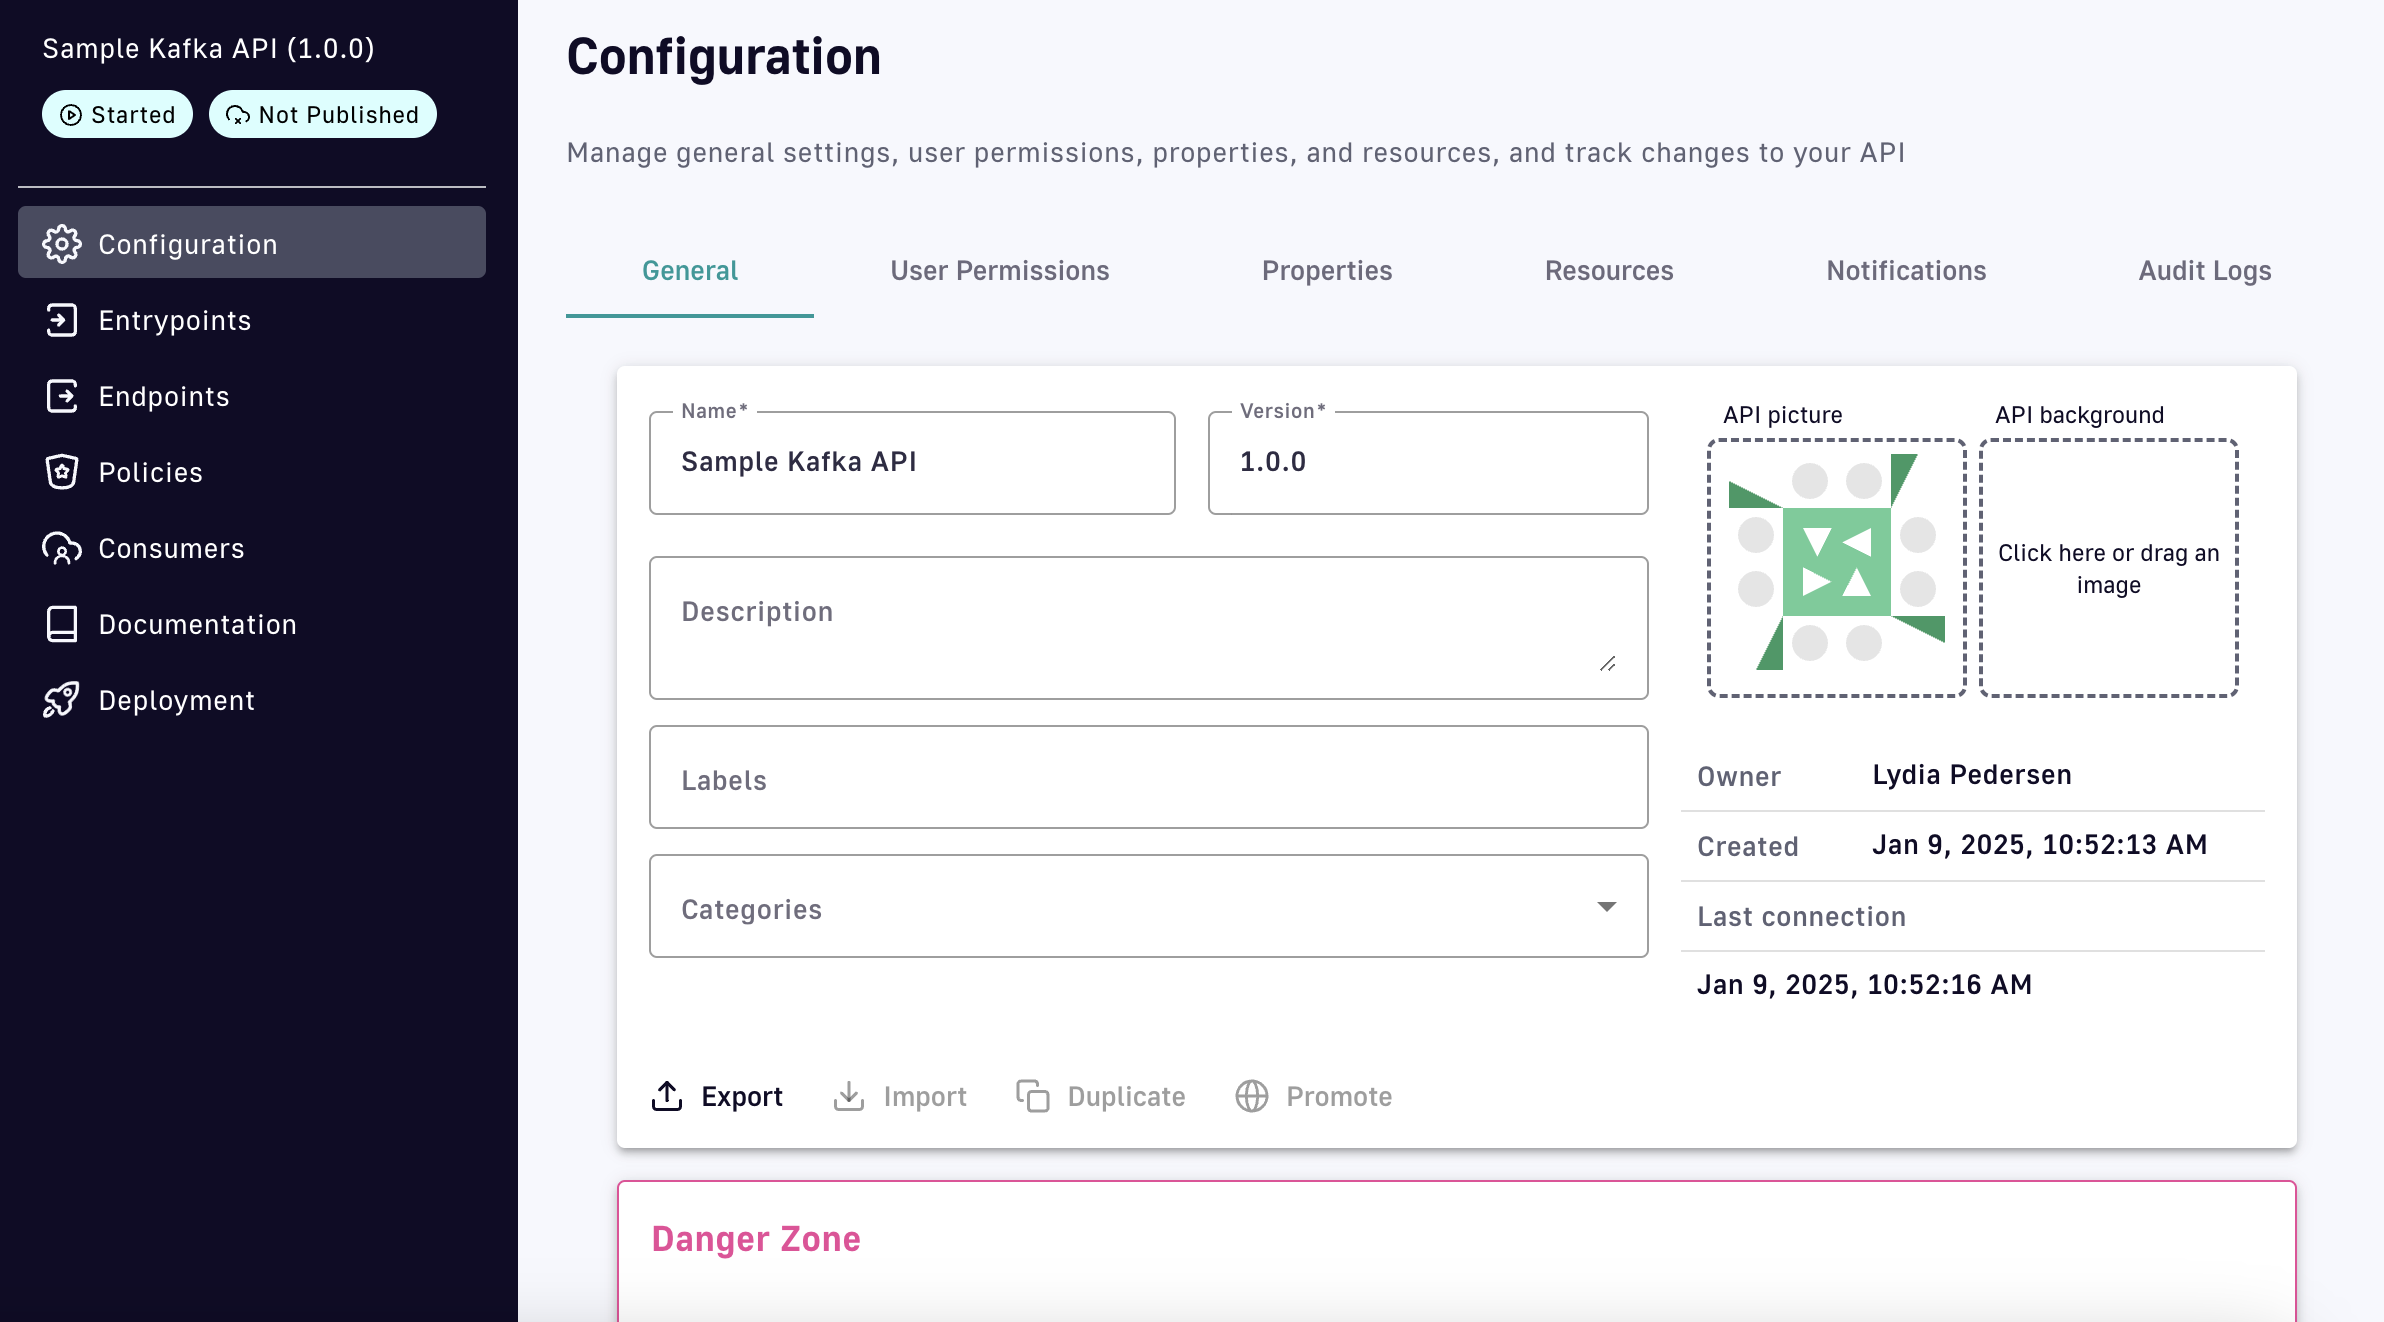 Sample Kafka API (1.0.0)
Started
Not Published
Configuration
Entrypoints
Endpoints
Policies
Consumers
Documentation
Deployment
Configuration
Manage general settings, user permissions, properties, and resources, and track changes to your API
General
User Permissions
Properties
Resources
Notifications
Audit Logs
Name*
Sample Kafka API
Version*
1.0.0
Description
Labels
Categories
API picture
API background
Click here or drag an
image
Owner
Lydia Pedersen
Created
Jan 9, 2025, 10:52:13 AM
Last connection
Jan 9, 2025, 10:52:16 AM
Export
Import
Duplicate
Promote
Danger Zone